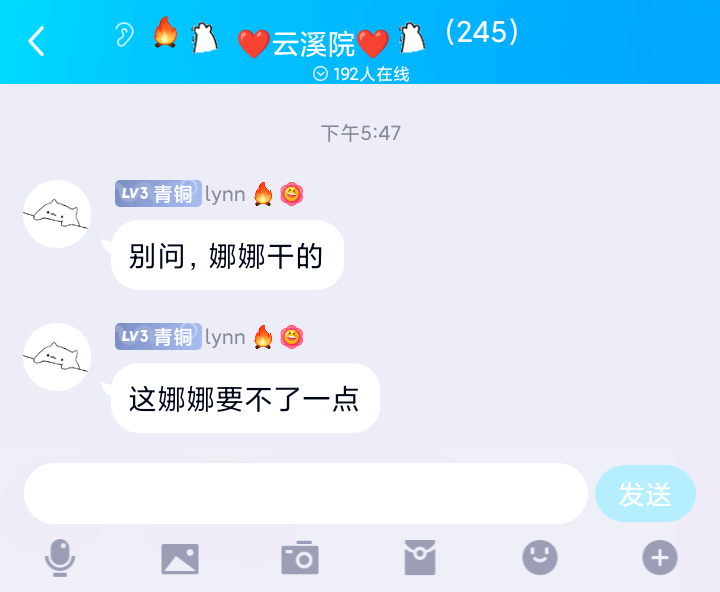 云溪院
(245)
192人在线
下午5:47
LV3 青铜 lynn
别问，娜娜干的
LV3 青铜 lynn
这娜娜要不了一点
发送